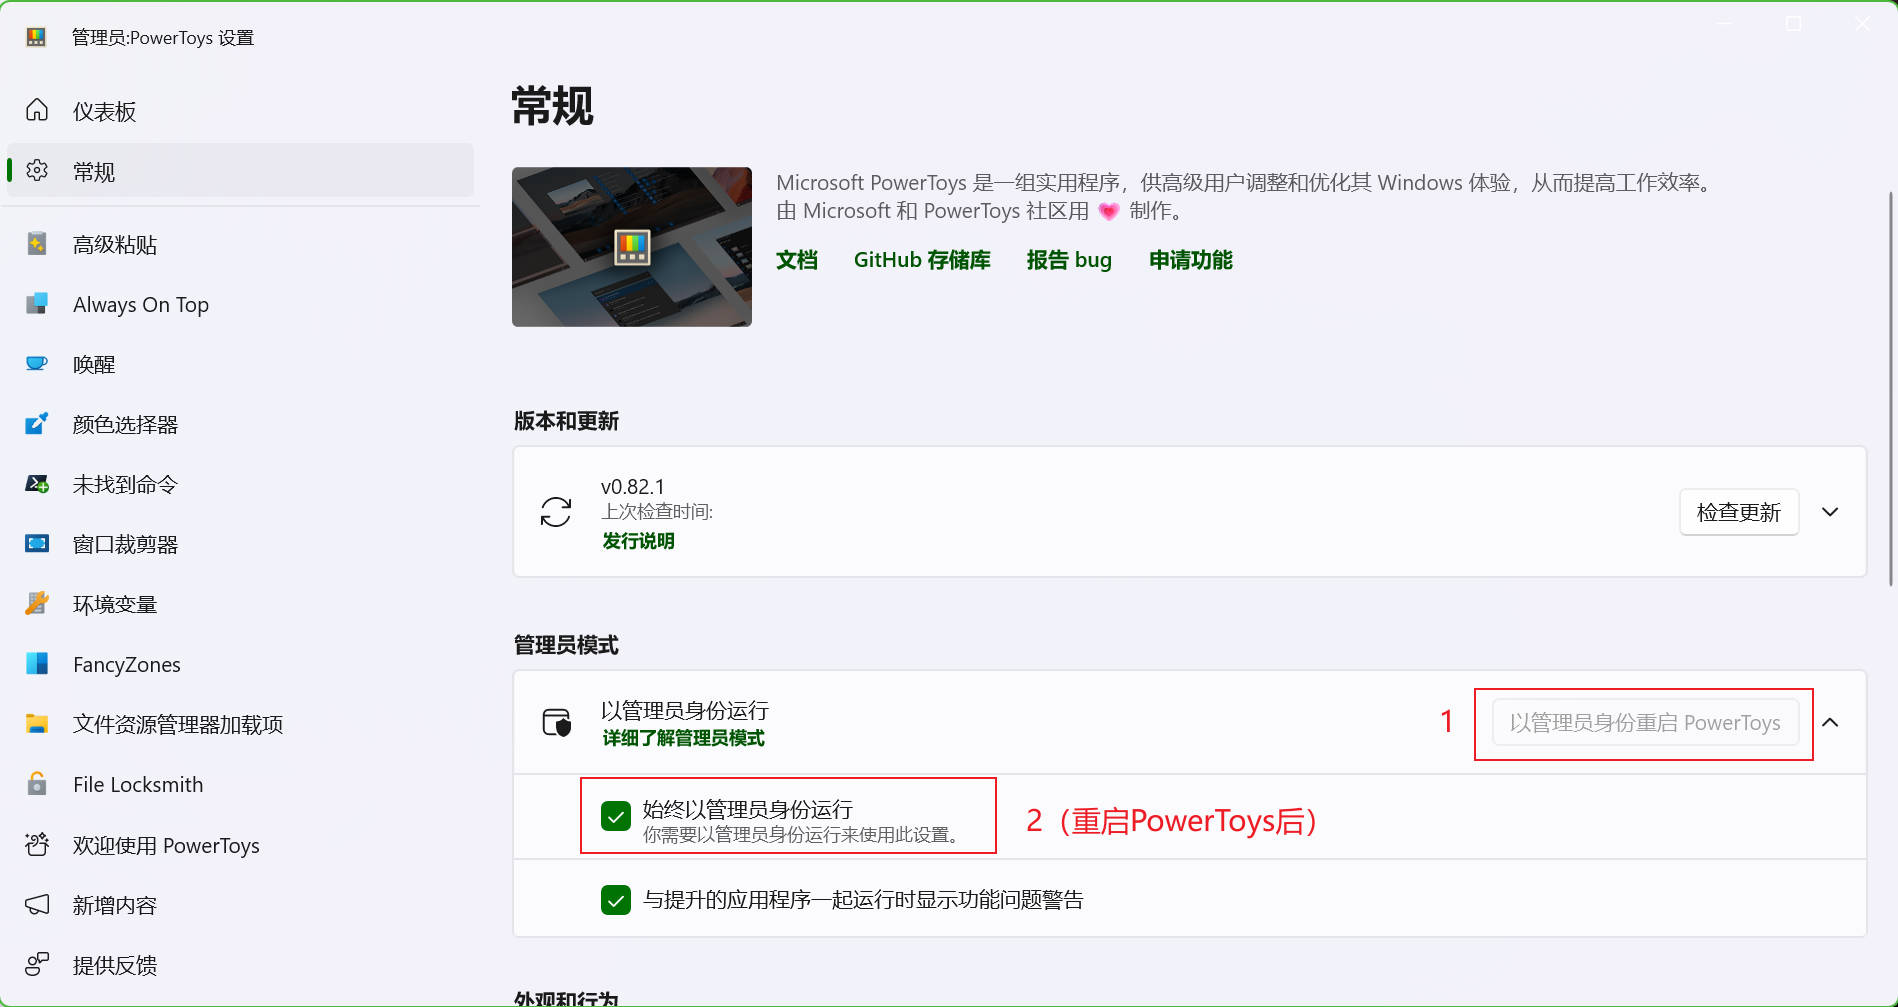 管理员:PowerToys 设置
仪表板
常规
高级粘贴
Always On Top
唤醒
颜色选择器
未找到命令
窗口裁剪器
环境变量
FancyZones
文件资源管理器加载项
File Locksmith
欢迎使用 PowerToys
新增内容
提供反馈
常规
Microsoft PowerToys 是一组实用程序，供高级用户调整和优化其 Windows 体验，从而提高工作效率。
由 Microsoft 和 PowerToys 社区用 💗 制作。
文档 GitHub 存储库 报告 bug 申请功能
版本和更新
v0.82.1
上次检查时间:
发行说明
检查更新
管理员模式
以管理员身份运行
详细了解管理员模式
1
以管理员身份重启 PowerToys
始终以管理员身份运行
你需要以管理员身份运行来使用此设置。
2（重启PowerToys后）
与提升的应用程序一起运行时显示功能问题警告
外观和行为